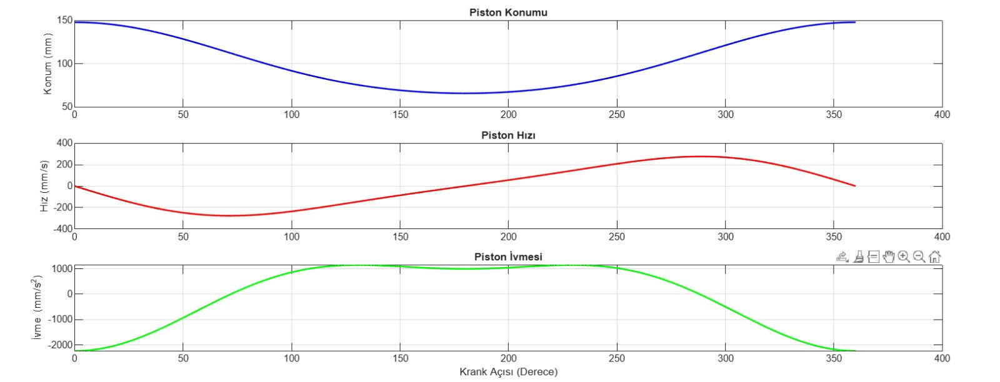 Piston Konumu
150
100
50
Konum (mm)
0 50 100 150 200 250 300 350 400
Piston Hızı
400
200
0
-200
-400
Hız (mm/s)
0 50 100 150 200 250 300 350 400
Piston İvmesi
1000
0
-1000
-2000
İvme (mm/s²)
0 50 100 150 200 250 300 350 400
Krank Açısı (Derece)